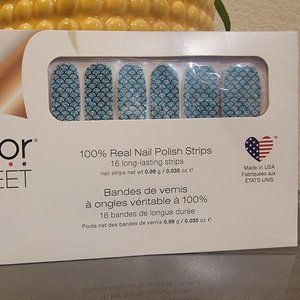 or®
EET
100% Real Nail Polish Strips
16 long-lasting strips
nail strips net wt 0.99 g / 0.035 oz ℮
Bandes de vernis
à ongles véritable à 100%
16 bandes de longue durée
Poids net des bandes de vernis 0.99 g / 0.035 oz ℮
Made in USA
Fabriquées aux
ÉTATS-UNIS